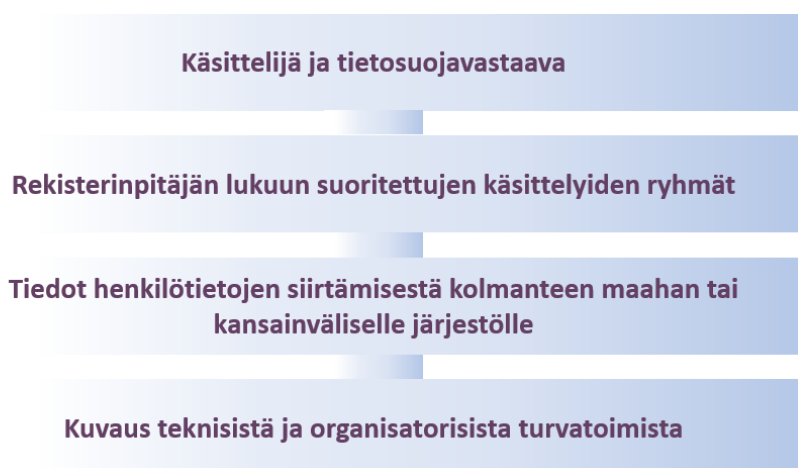 Käsittelijä ja tietosuojavastaava
Rekisterinpitäjän lukuun suoritettujen käsittelyiden ryhmät
Tiedot henkilötietojen siirtämisestä kolmanteen maahan tai
kansainväliselle järjestölle
Kuvaus teknisistä ja organisatorisista turvatoimista